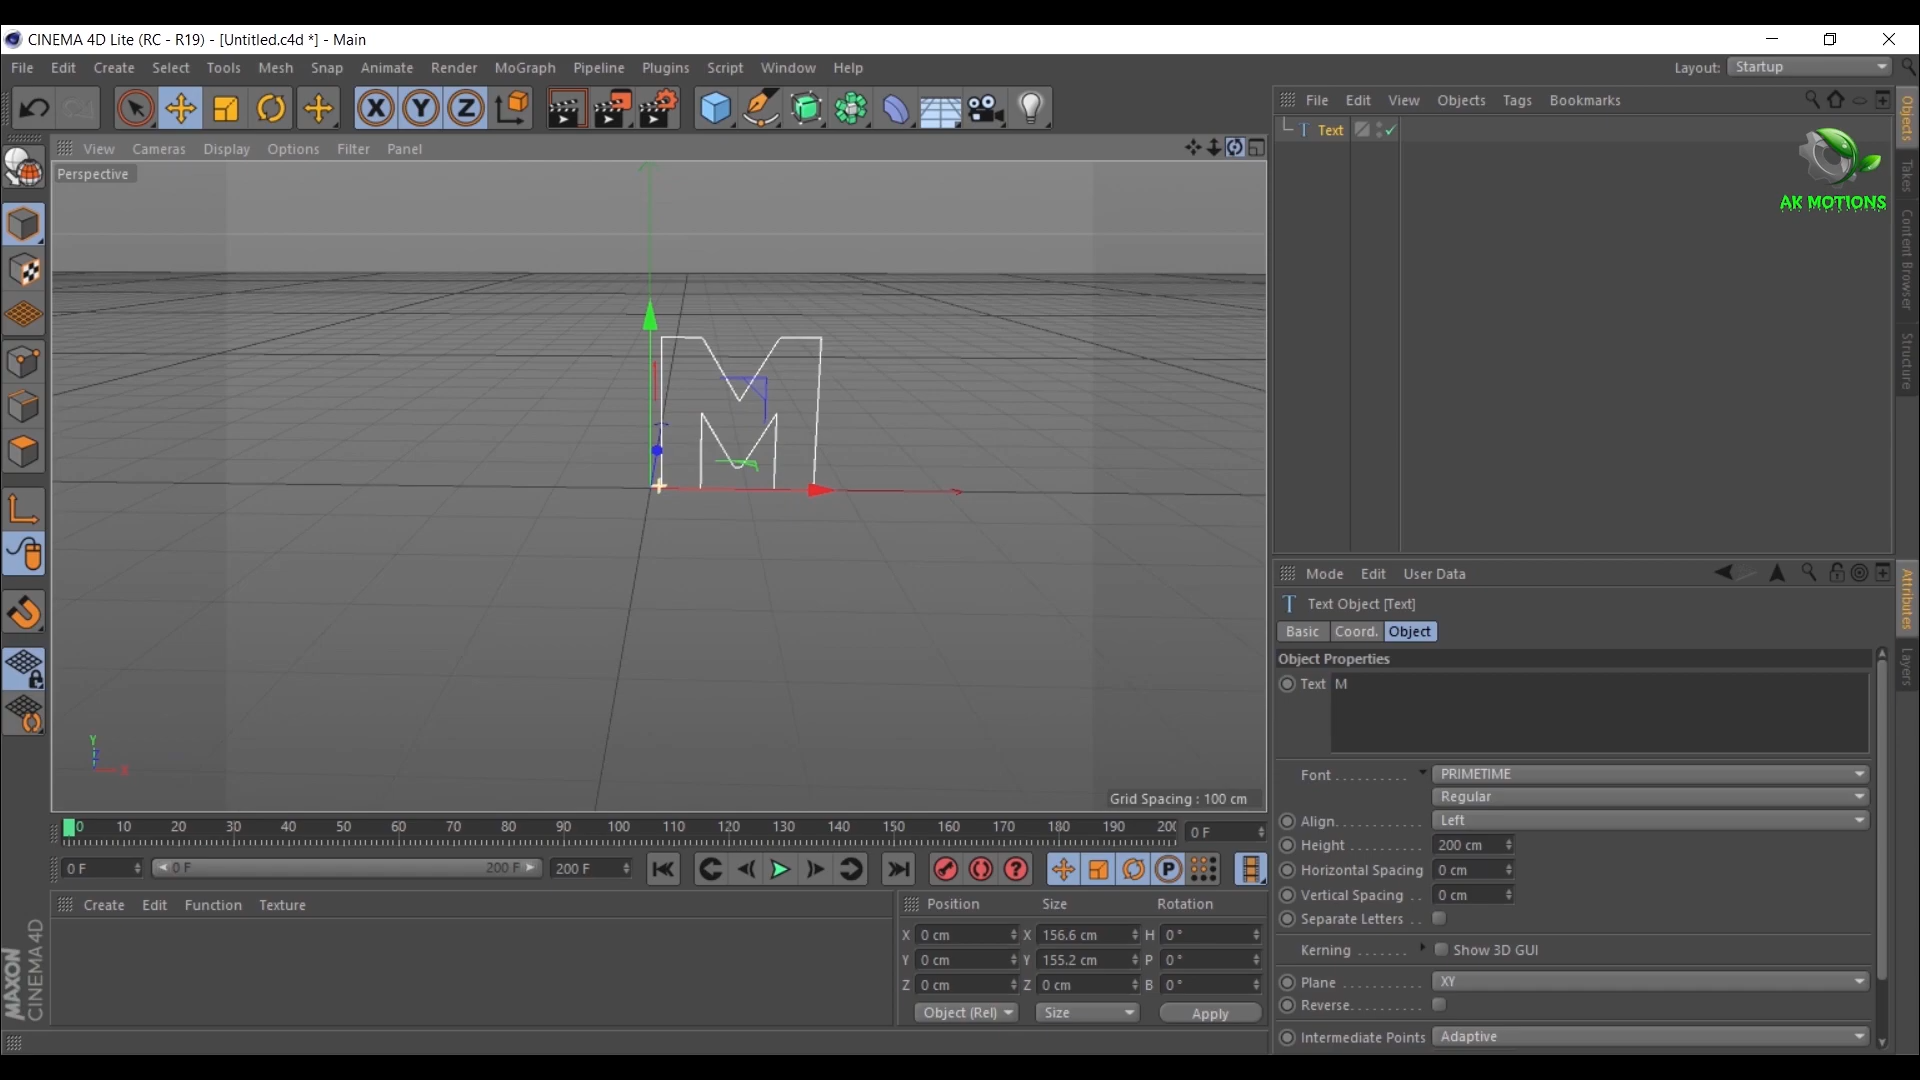 CINEMA 4D Lite (RC - R19) - [Untitled.c4d *] - Main
File Edit Create Select Tools Mesh Snap Animate Render MoGraph Pipeline Plugins Script Window Help
Layout: Startup
X Y Z
File Edit View Objects Tags Bookmarks
View Cameras Display Options Filter Panel
Perspective
Text
AK MOTIONS
Objects
Takes
Content Browser
Structure
Y
Z
X
Grid Spacing : 100 cm
Mode Edit User Data
Text Object [Text]
Basic Coord. Object
Object Properties
Text M
Font . . . . . . . . . . PRIMETIME
Regular
Align. . . . . . . . . . . . Left
Height . . . . . . . . . 200 cm
Horizontal Spacing 0 cm
Vertical Spacing . . 0 cm
Separate Letters . .
Kerning . . . . . . . Show 3D GUI
Plane . . . . . . . . . . XY
Reverse. . . . . . . . . .
Intermediate Points Adaptive
Attributes
Layers
0 10 20 30 40 50 60 70 80 90 100 110 120 130 140 150 160 170 180 190 200
0 F
0 F 0 F 200 F 200 F
P
Create Edit Function Texture
Position Size Rotation
X 0 cm X 156.6 cm H 0 °
Y 0 cm Y 155.2 cm P 0 °
Z 0 cm Z 0 cm B 0 °
Object (Rel) Size Apply
MAXON
CINEMA 4D